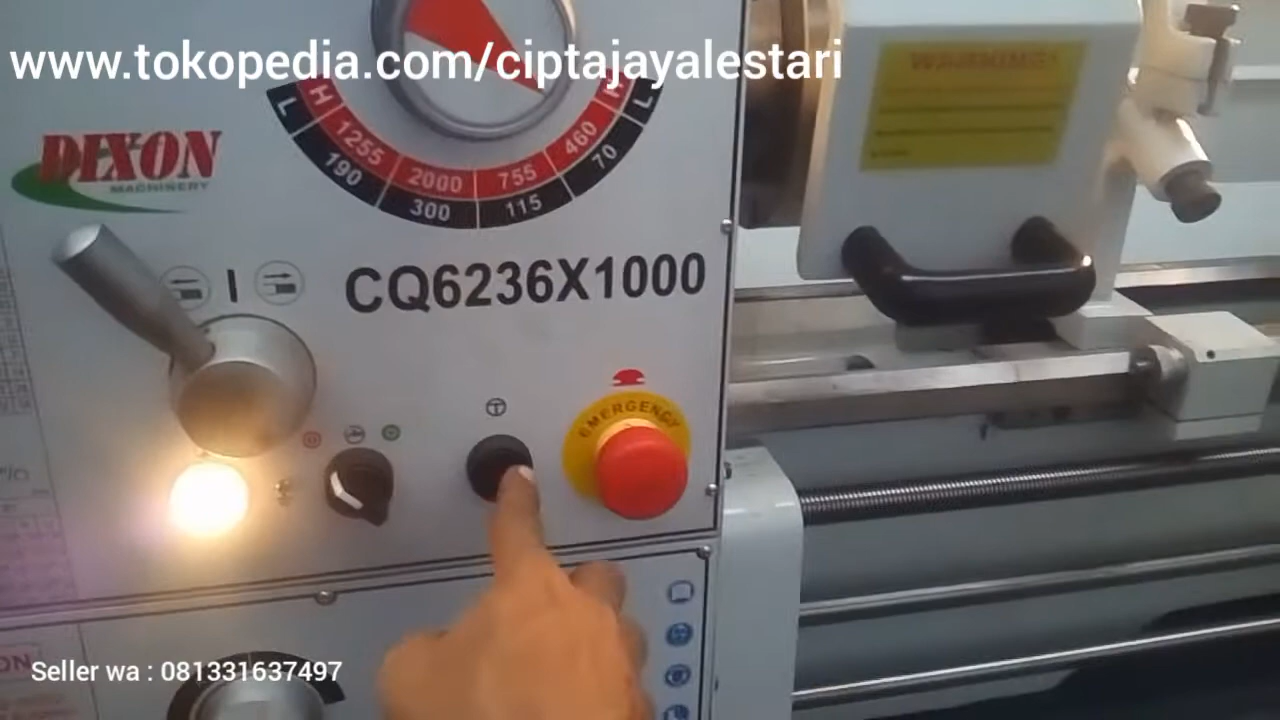 www.tokopedia.com/ciptajayalestari
L H H L
1255 2000 755 460
190 300 115 70
DIXON
MACHINERY
CQ6236X1000
WARNING!
EMERGENCY
Seller wa : 081331637497